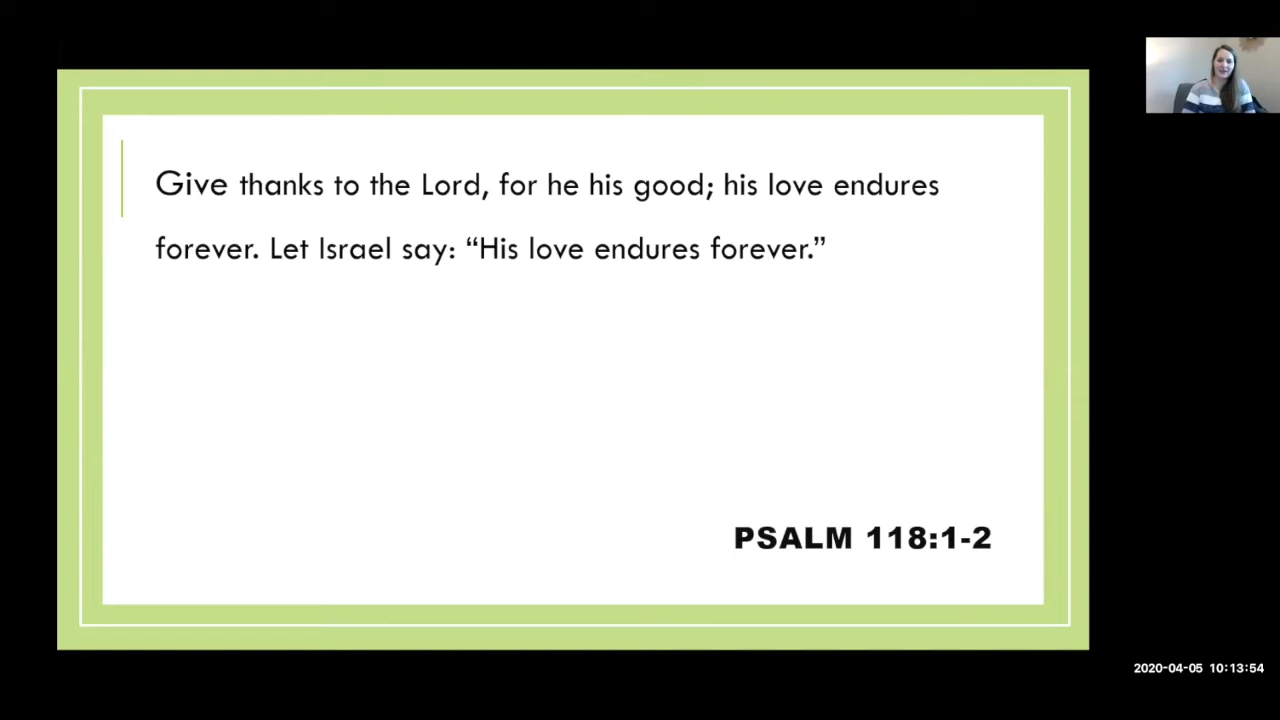 Give thanks to the Lord, for he his good; his love endures
forever. Let Israel say: “His love endures forever.”
PSALM 118:1-2
2020-04-05 10:13:54